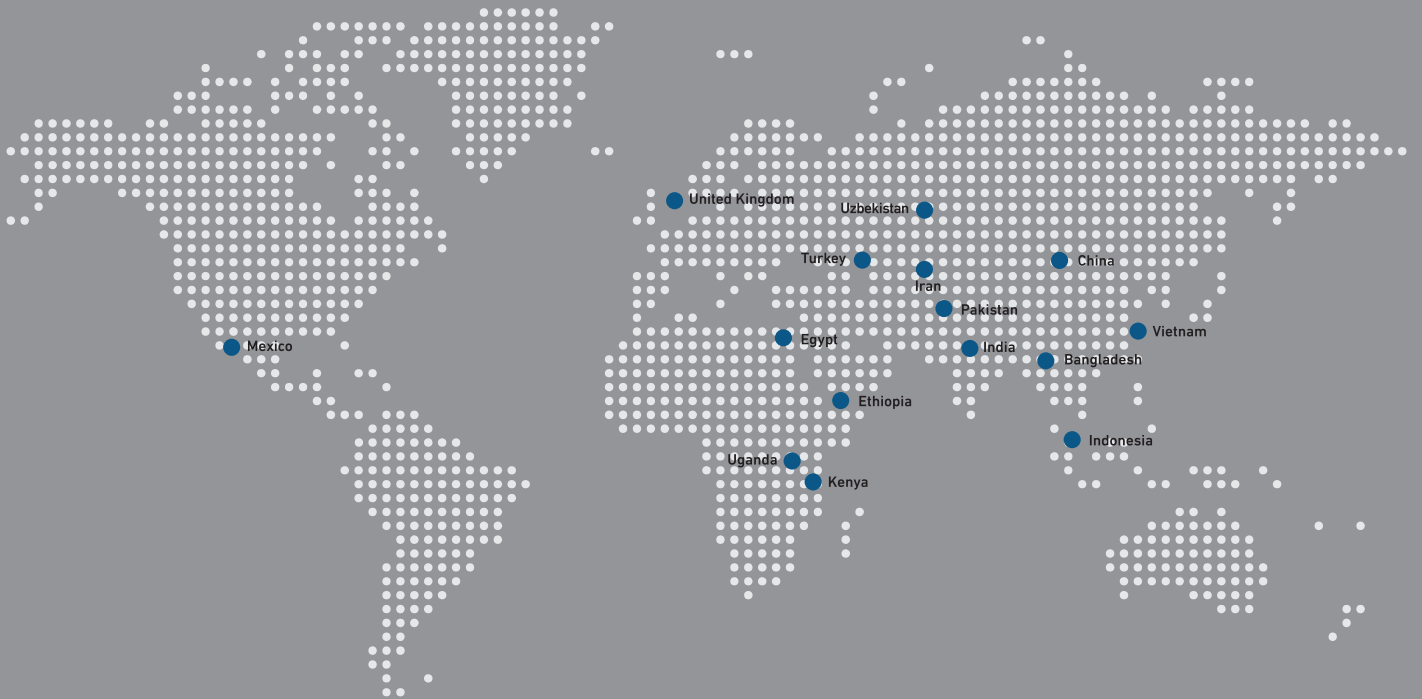 United Kingdom
Uzbekistan
Turkey
China
Iran
Pakistan
Vietnam
Egypt
Mexico
India
Bangladesh
Ethiopia
Indonesia
Uganda
Kenya